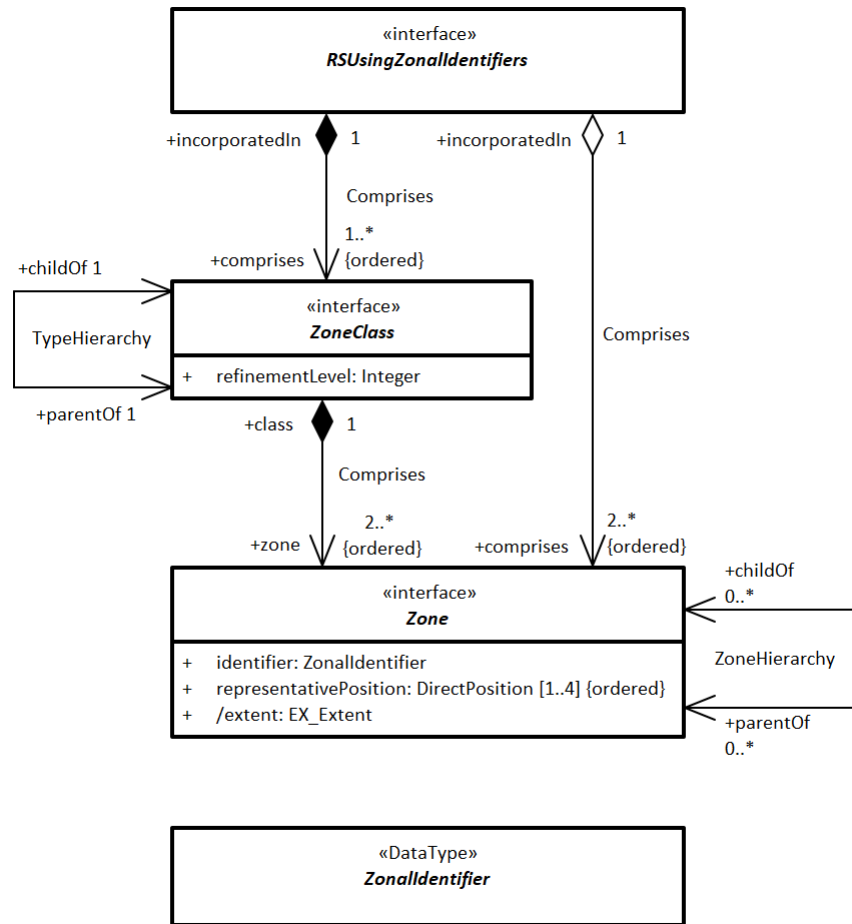 «interface»
RSUsingZonalIdentifiers
+incorporatedIn 1
+incorporatedIn 1
Comprises
1..*
+comprises {ordered}
+childOf 1
«interface»
ZoneClass
TypeHierarchy
Comprises
+ refinementLevel: Integer
+parentOf 1
+class 1
Comprises
2..*
+zone {ordered}
2..*
+comprises {ordered}
+childOf
0..*
«interface»
Zone
ZoneHierarchy
+ identifier: ZonalIdentifier
+ representativePosition: DirectPosition [1..4] {ordered}
+ /extent: EX_Extent
+parentOf
0..*
«DataType»
ZonalIdentifier